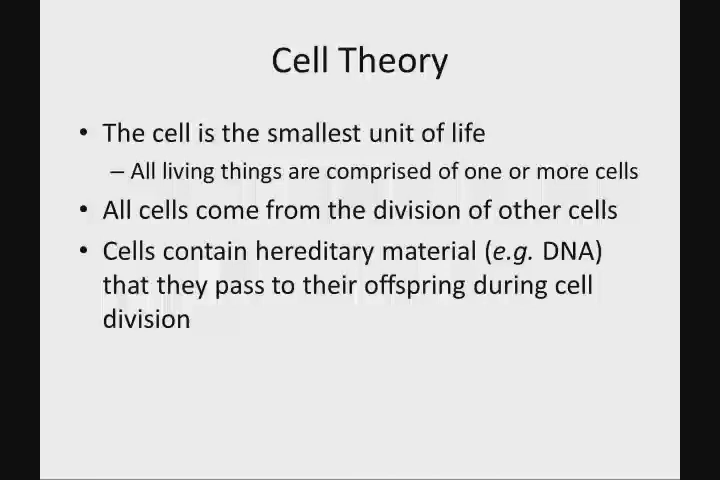 Cell Theory
• The cell is the smallest unit of life
– All living things are comprised of one or more cells
• All cells come from the division of other cells
• Cells contain hereditary material (e.g. DNA)
that they pass to their offspring during cell
division